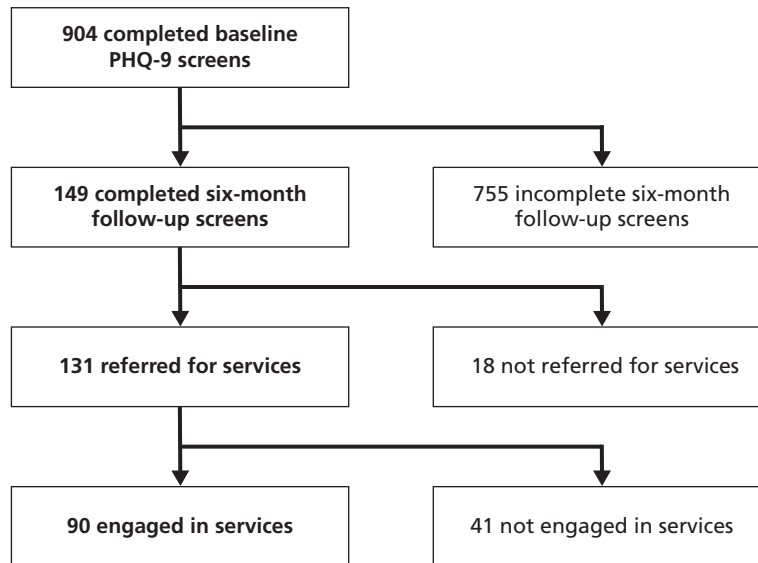 904 completed baseline
PHQ-9 screens
149 completed six-month
follow-up screens
755 incomplete six-month
follow-up screens
131 referred for services
18 not referred for services
90 engaged in services
41 not engaged in services